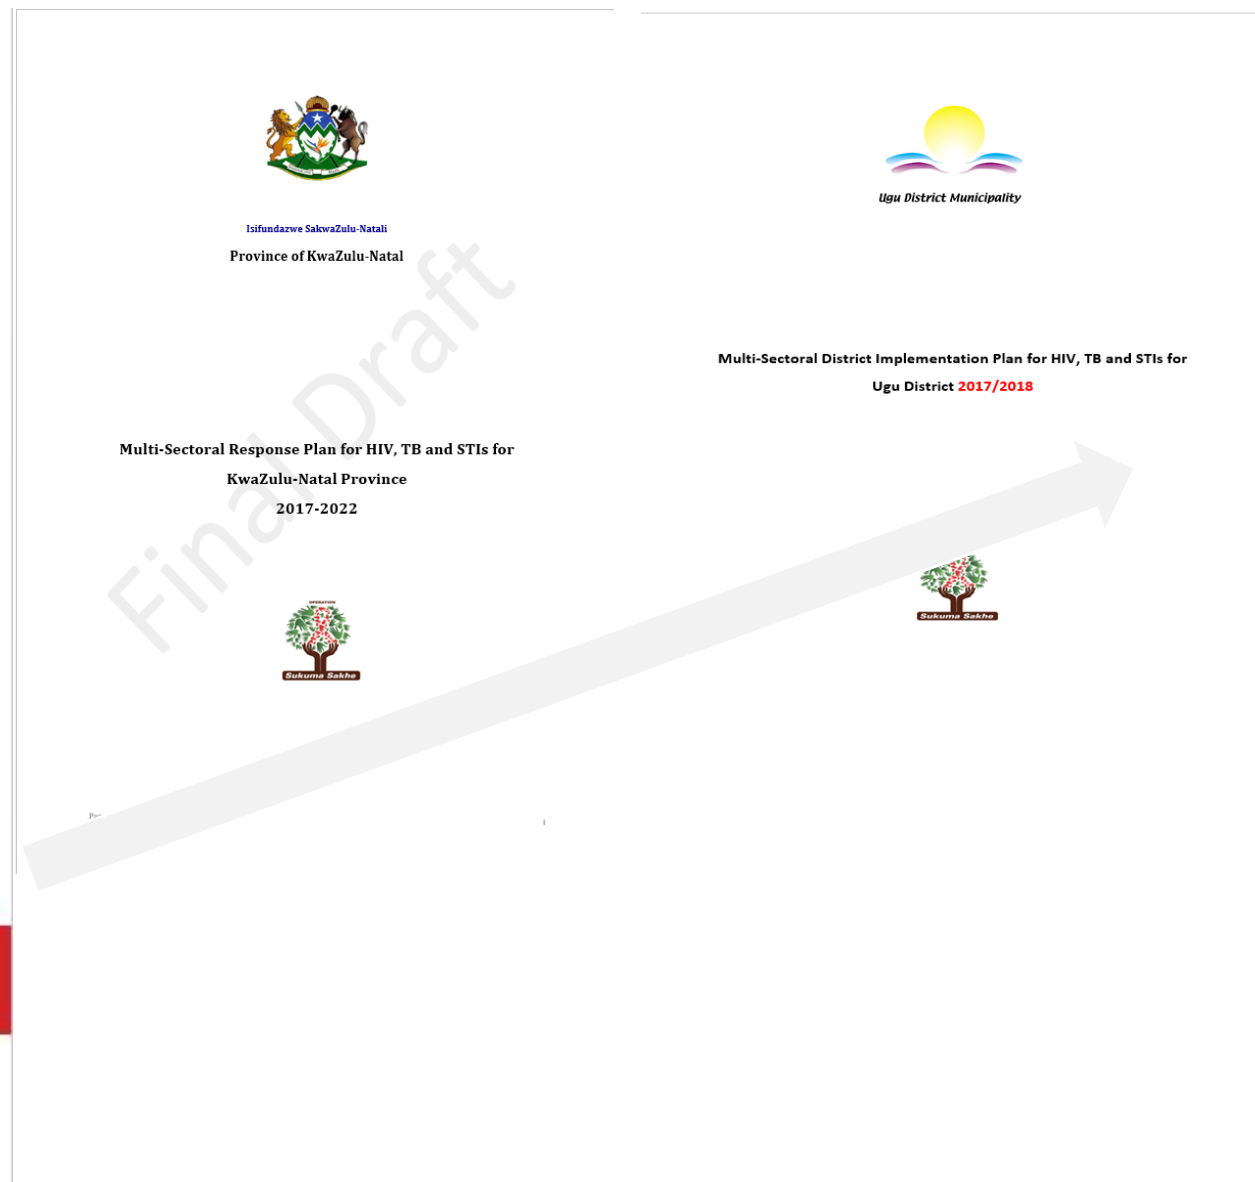 Isifundazwe SakwaZulu-Natali
Province of KwaZulu-Natal
Final Draft
Multi-Sectoral Response Plan for HIV, TB and STIs for
KwaZulu-Natal Province
2017-2022
OPERATION
Sukuma Sakhe
i
Ugu District Municipality
Multi-Sectoral District Implementation Plan for HIV, TB and STIs for
Ugu District 2017/2018
Sukuma Sakhe